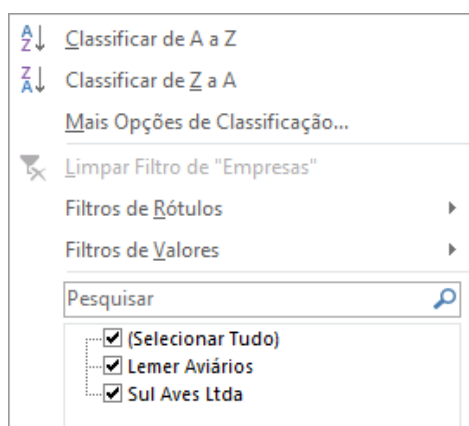 Classificar de A a Z
Classificar de Z a A
Mais Opções de Classificação...
Limpar Filtro de "Empresas"
Filtros de Rótulos
Filtros de Valores
Pesquisar
(Selecionar Tudo)
Lemer Aviários
Sul Aves Ltda